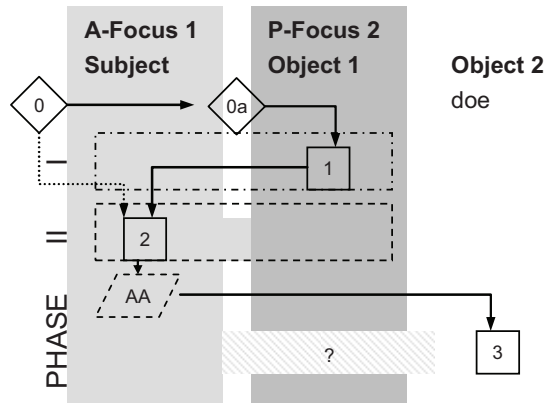 A-Focus 1 P-Focus 2
Subject Object 1 Object 2
doe
0 0a
I 1
II 2
AA
PHASE ? 3